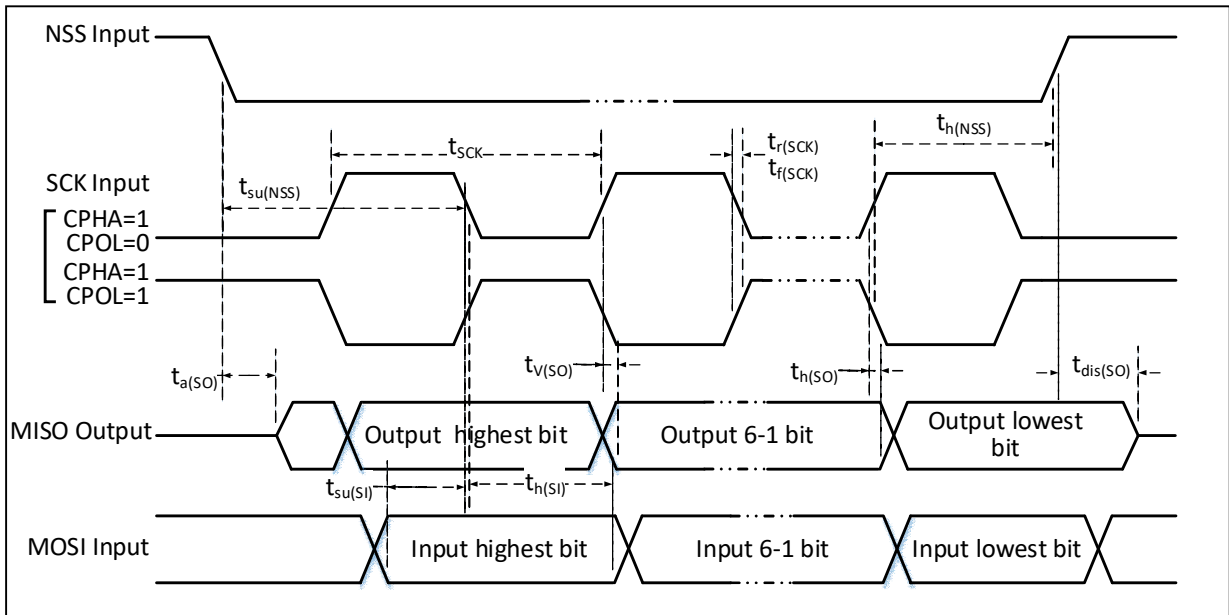 NSS Input
t_h(NSS)
t_SCK
t_r(SCK)
t_f(SCK)
SCK Input
t_su(NSS)
CPHA=1
CPOL=0
CPHA=1
CPOL=1
t_a(SO)
t_V(SO)
t_h(SO)
t_dis(SO)
MISO Output
Output highest bit
Output 6-1 bit
Output lowest
bit
t_su(SI)
t_h(SI)
MOSI Input
Input highest bit
Input 6-1 bit
Input lowest bit